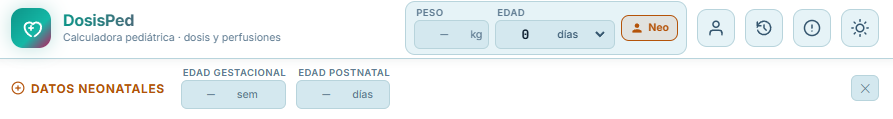 DosisPed
Calculadora pediátrica · dosis y perfusiones
PESO
— kg
EDAD
0 días
Neo
DATOS NEONATALES
EDAD GESTACIONAL
— sem
EDAD POSTNATAL
— días